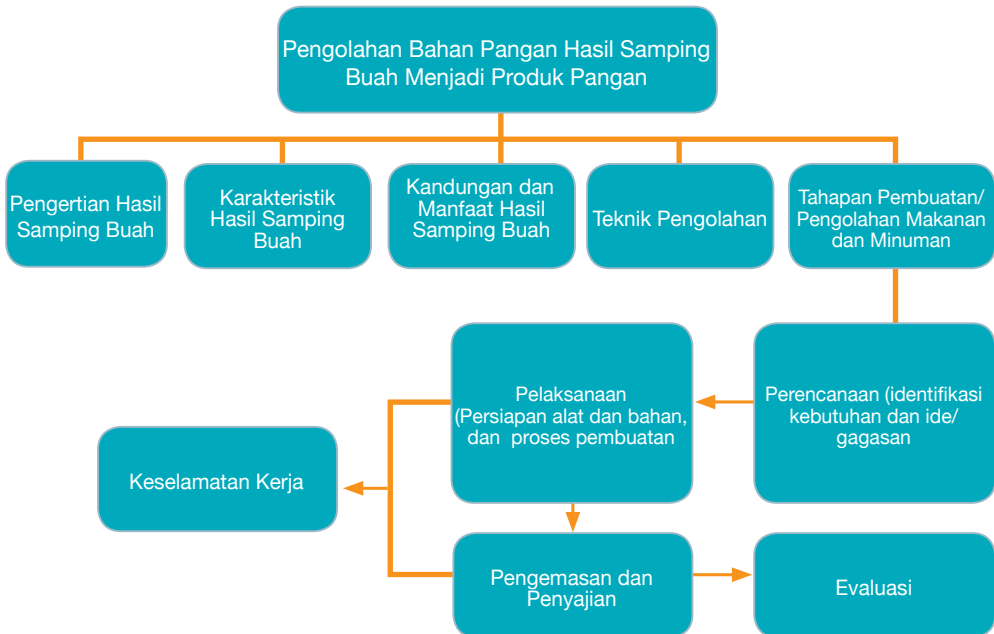 Pengolahan Bahan Pangan Hasil Samping
Buah Menjadi Produk Pangan
Pengertian Hasil
Samping Buah
Karakteristik
Hasil Samping
Buah
Kandungan dan
Manfaat Hasil
Samping Buah
Teknik Pengolahan
Tahapan Pembuatan/
Pengolahan Makanan
dan Minuman
Perencanaan (identifikasi
kebutuhan dan ide/
gagasan
Pelaksanaan
(Persiapan alat dan bahan,
dan proses pembuatan
Keselamatan Kerja
Pengemasan dan
Penyajian
Evaluasi